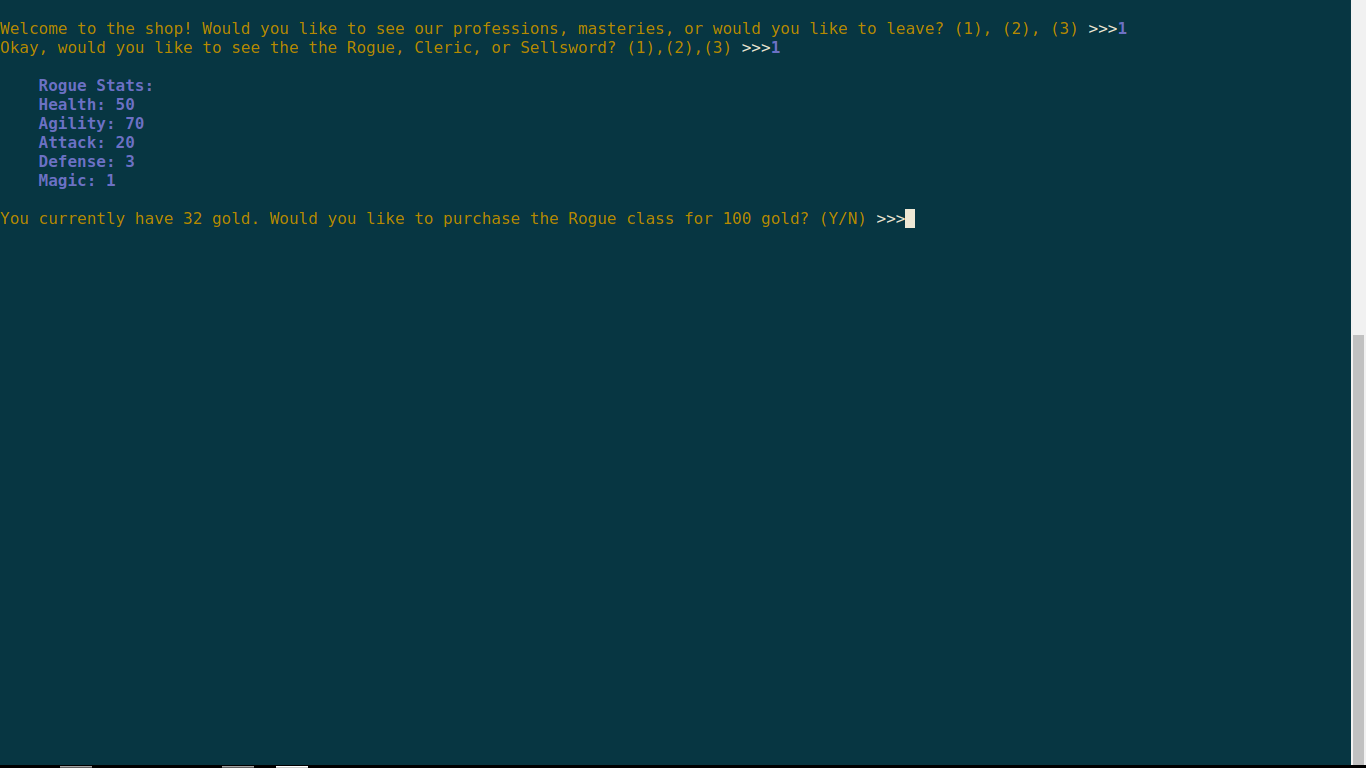 Welcome to the shop! Would you like to see our professions, masteries, or would you like to leave? (1), (2), (3) >>>1
Okay, would you like to see the the Rogue, Cleric, or Sellsword? (1),(2),(3) >>>1
Rogue Stats:
Health: 50
Agility: 70
Attack: 20
Defense: 3
Magic: 1
You currently have 32 gold. Would you like to purchase the Rogue class for 100 gold? (Y/N) >>>